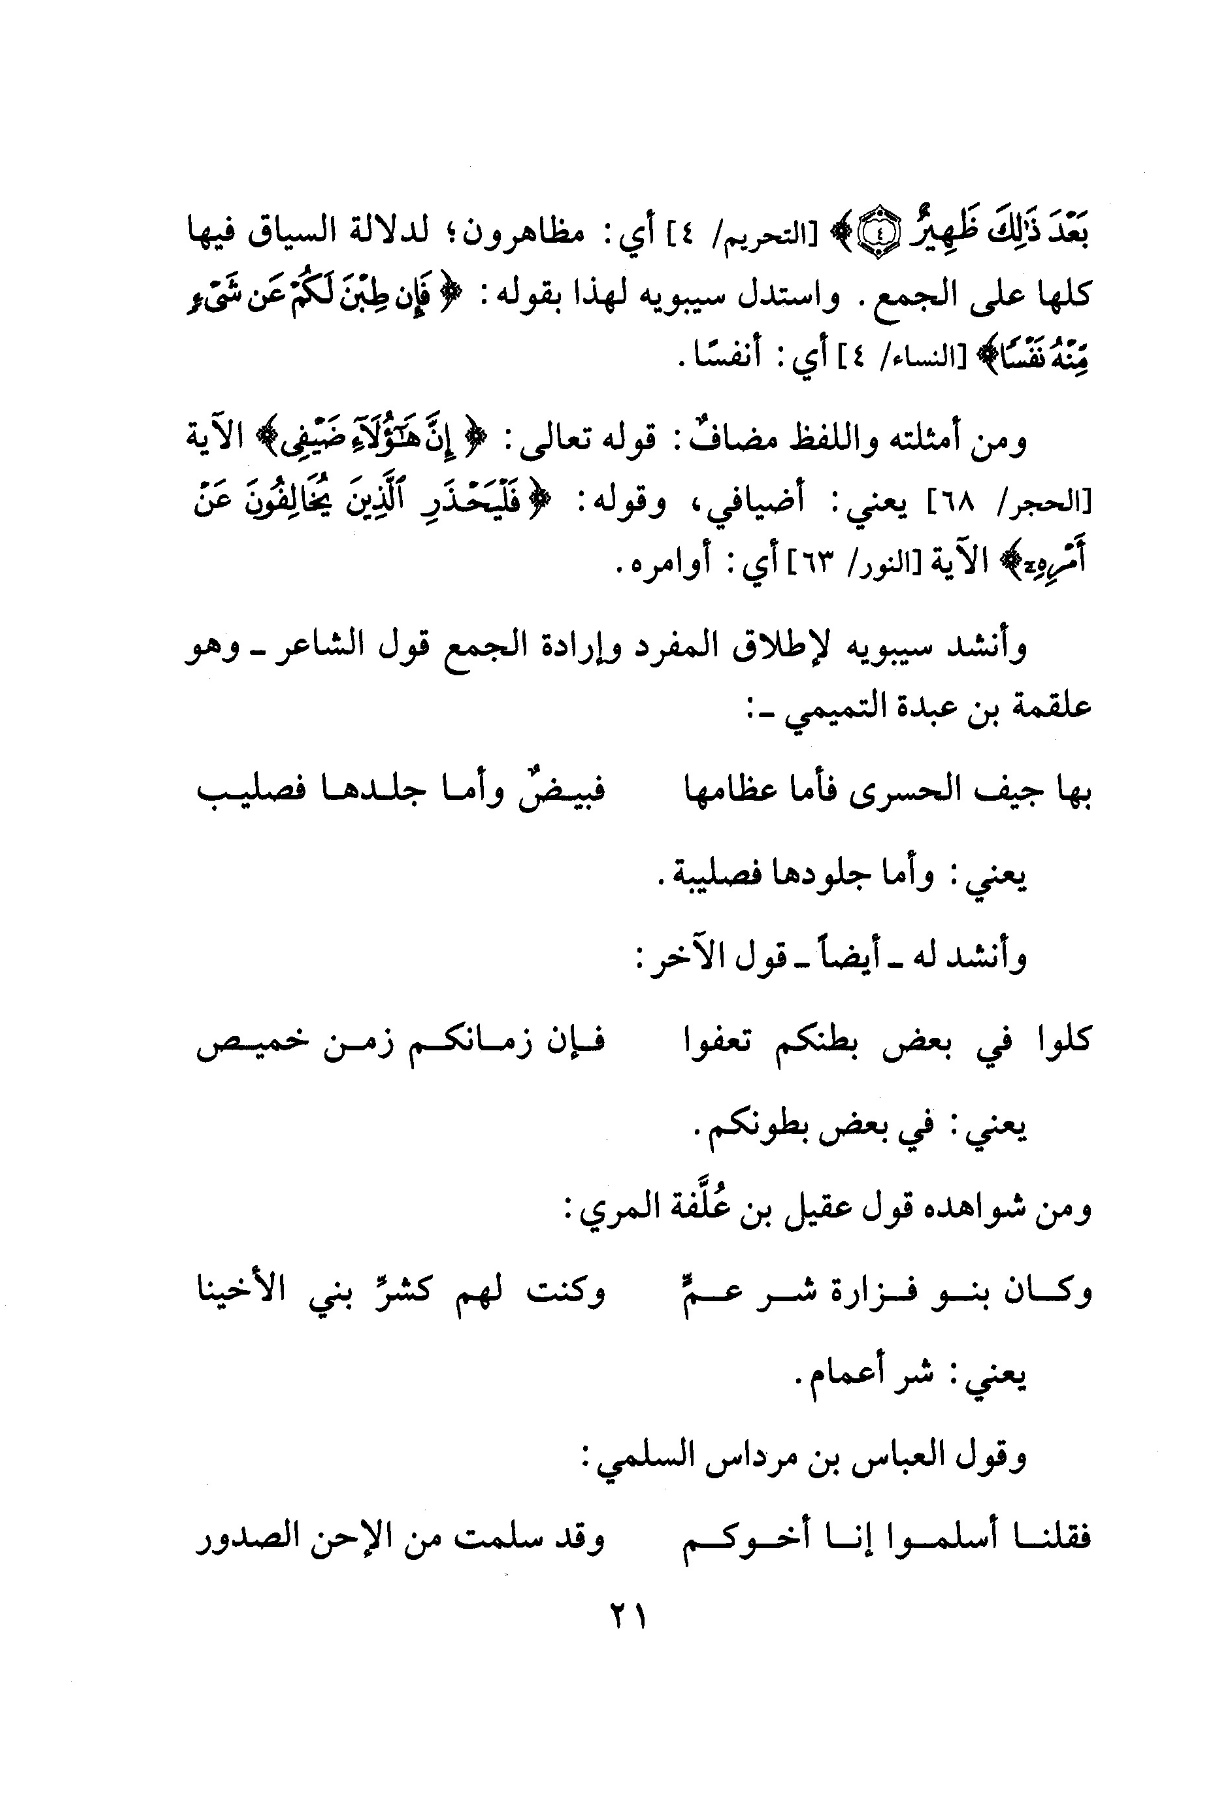 بَعْدَ ذَٰلِكَ ظَهِيرٌ ﴿٤﴾﴾ [التحريم/ ٤] أي: مظاهرون؛ لدلالة السياق فيها
كلها على الجمع. واستدل سيبويه لهذا بقوله: ﴿فَإِن طِبْنَ لَكُمْ عَن شَىْءٍ
مِّنْهُ نَفْسًا﴾ [النساء/ ٤] أي: أنفسًا.
ومن أمثلته واللفظ مضافٌ: قوله تعالى: ﴿إِنَّ هَٰٓؤُلَآءِ ضَيْفِى﴾ الآية
[الحجر/ ٦٨] يعني: أضيافي، وقوله: ﴿فَلْيَحْذَرِ ٱلَّذِينَ يُخَالِفُونَ عَنْ
أَمْرِهِۦٓ﴾ الآية [النور/ ٦٣] أي: أوامره.
وأنشد سيبويه لإطلاق المفرد وإرادة الجمع قول الشاعر ـ وهو
علقمة بن عبدة التميمي ـ:
بها جيف الحسرى فأما عظامها فبيضٌ وأما جلدها فصليب
يعني: وأما جلودها فصليبة.
وأنشد له ـ أيضاً ـ قول الآخر:
كلوا في بعض بطنكم تعفوا فإن زمانكم زمن خميص
يعني: في بعض بطونكم.
ومن شواهده قول عقيل بن عُلَّفة المري:
وكان بنو فزارة شر عمٍّ وكنت لهم كشرِّ بني الأخينا
يعني: شر أعمام.
وقول العباس بن مرداس السلمي:
فقلنا أسلموا إنا أخوكم وقد سلمت من الإحن الصدور
٢١